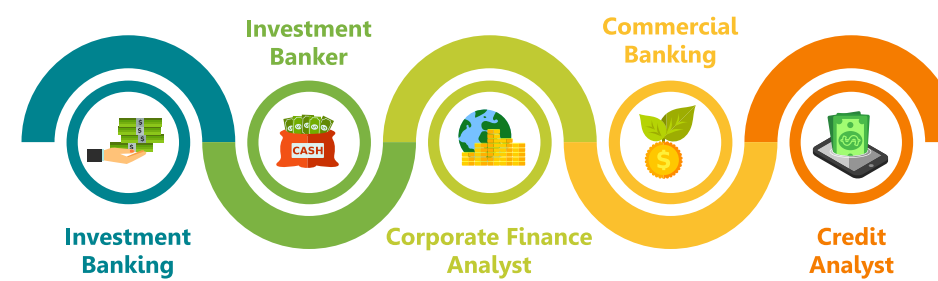 Investment
Banking
Investment
Banker
CASH
Corporate Finance
Analyst
Commercial
Banking
Credit
Analyst